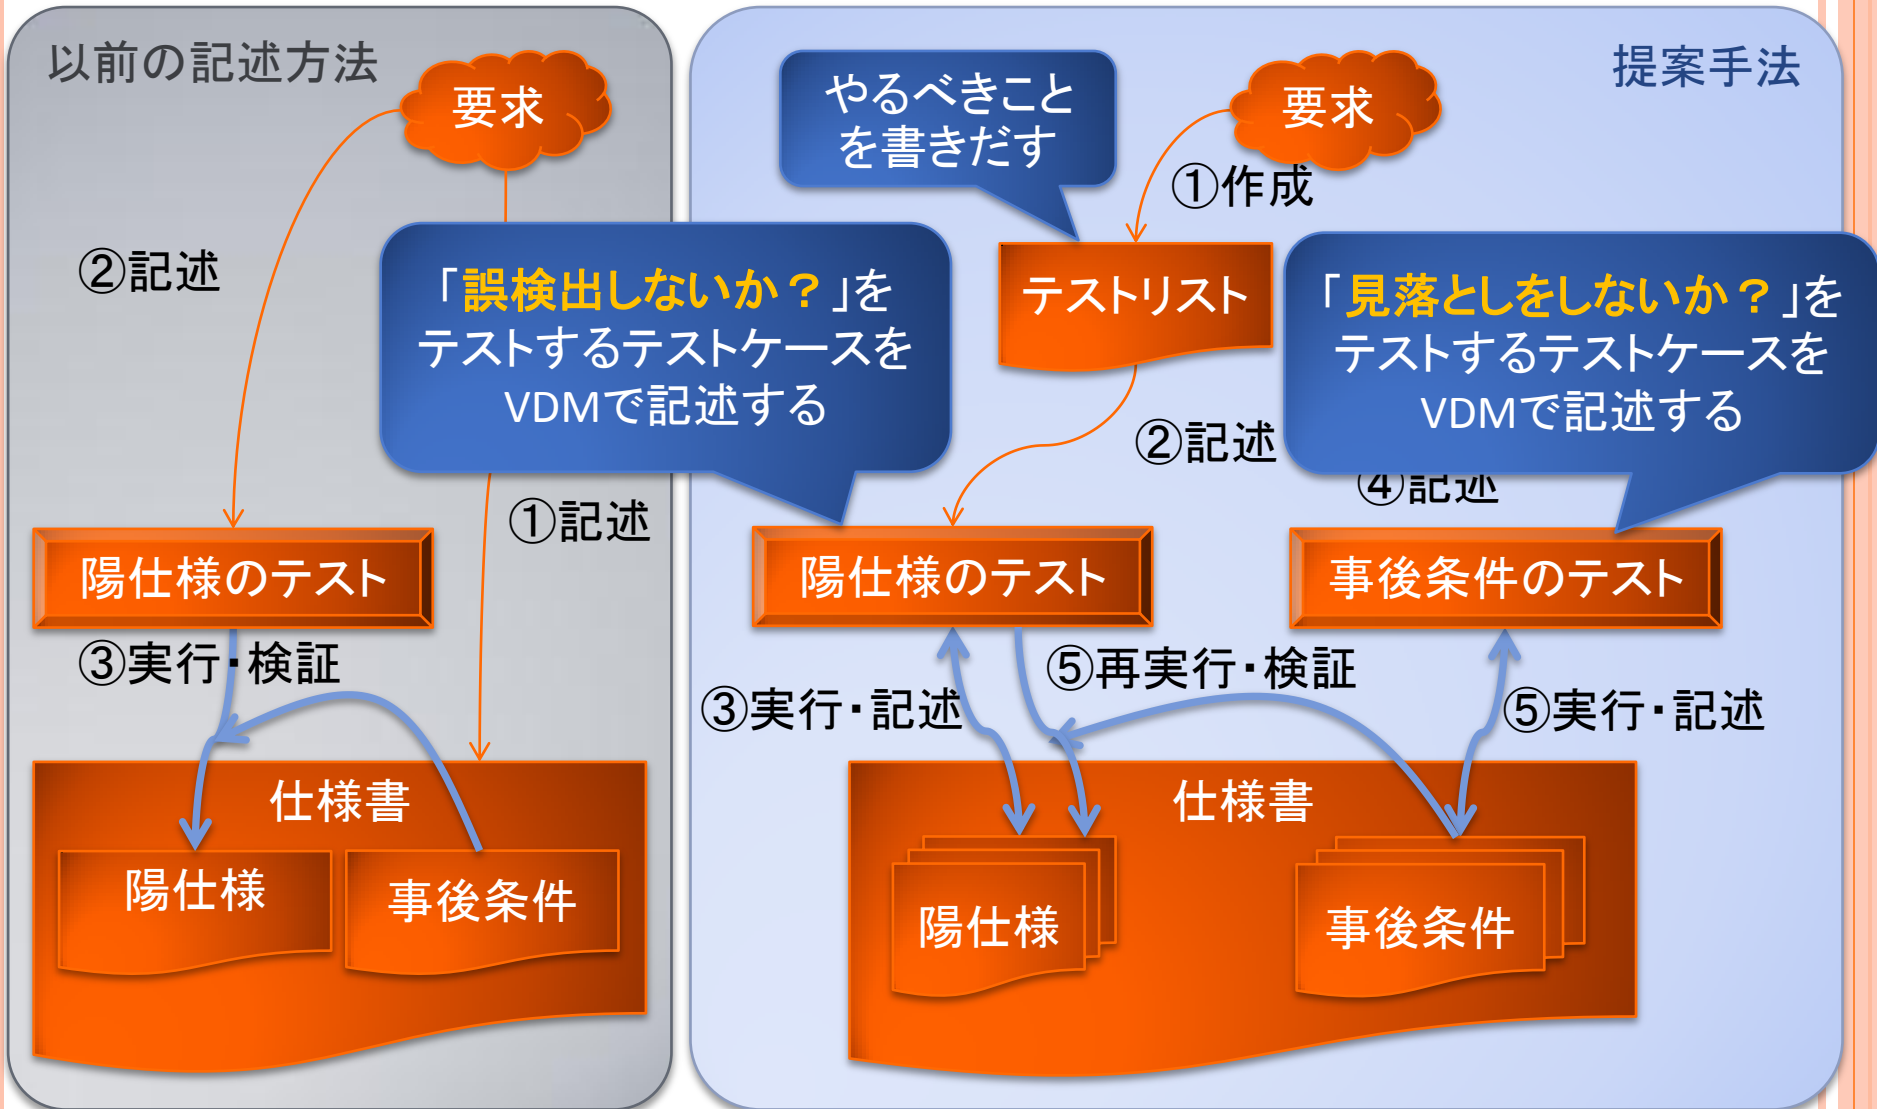 以前の記述方法
要求
②記述
①記述
陽仕様のテスト
③実行・検証
仕様書
陽仕様
事後条件
提案手法
やるべきこと
を書きだす
要求
①作成
テストリスト
「誤検出しないか？」を
テストするテストケースを
VDMで記述する
「見落としをしないか？」を
テストするテストケースを
VDMで記述する
②記述
④記述
陽仕様のテスト
事後条件のテスト
③実行・記述
⑤再実行・検証
⑤実行・記述
仕様書
陽仕様
事後条件